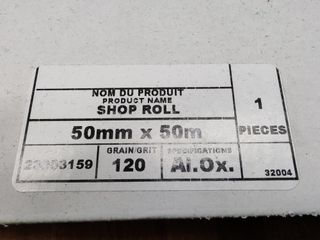 NOM DU PRODUIT
PRODUCT NAME
SHOP ROLL
1
PIECES
50mm x 50m
GRAIN/GRIT
120
SPECIFICATIONS
Al.Ox.
32004